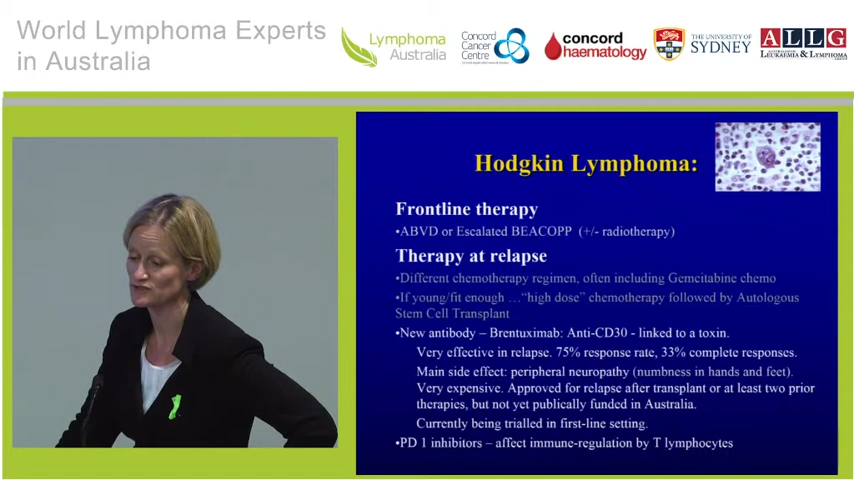 World Lymphoma Experts
in Australia
Lymphoma
Australia
Concord
Cancer
Centre
concord
haematology
THE UNIVERSITY OF
SYDNEY
ALLG
LEUKAEMIA & LYMPHOMA
Hodgkin Lymphoma:
Frontline therapy
•ABVD or Escalated BEACOPP (+/- radiotherapy)
Therapy at relapse
•Different chemotherapy regimen, often including Gemcitabine chemo
•If young/fit enough …“high dose” chemotherapy followed by Autologous
Stem Cell Transplant
•New antibody – Brentuximab: Anti-CD30 - linked to a toxin.
Very effective in relapse. 75% response rate, 33% complete responses.
Main side effect: peripheral neuropathy (numbness in hands and feet).
Very expensive. Approved for relapse after transplant or at least two prior
therapies, but not yet publically funded in Australia.
Currently being trialled in first-line setting.
•PD 1 inhibitors – affect immune-regulation by T lymphocytes